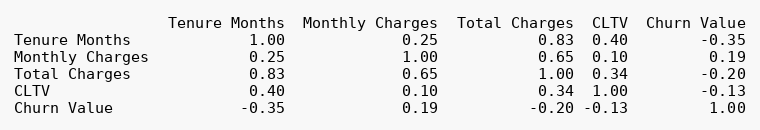 Tenure Months  Monthly Charges  Total Charges  CLTV  Churn Value
Tenure Months 1.00 0.25 0.83 0.40 -0.35
Monthly Charges 0.25 1.00 0.65 0.10 0.19
Total Charges 0.83 0.65 1.00 0.34 -0.20
CLTV 0.40 0.10 0.34 1.00 -0.13
Churn Value -0.35 0.19 -0.20 -0.13 1.00